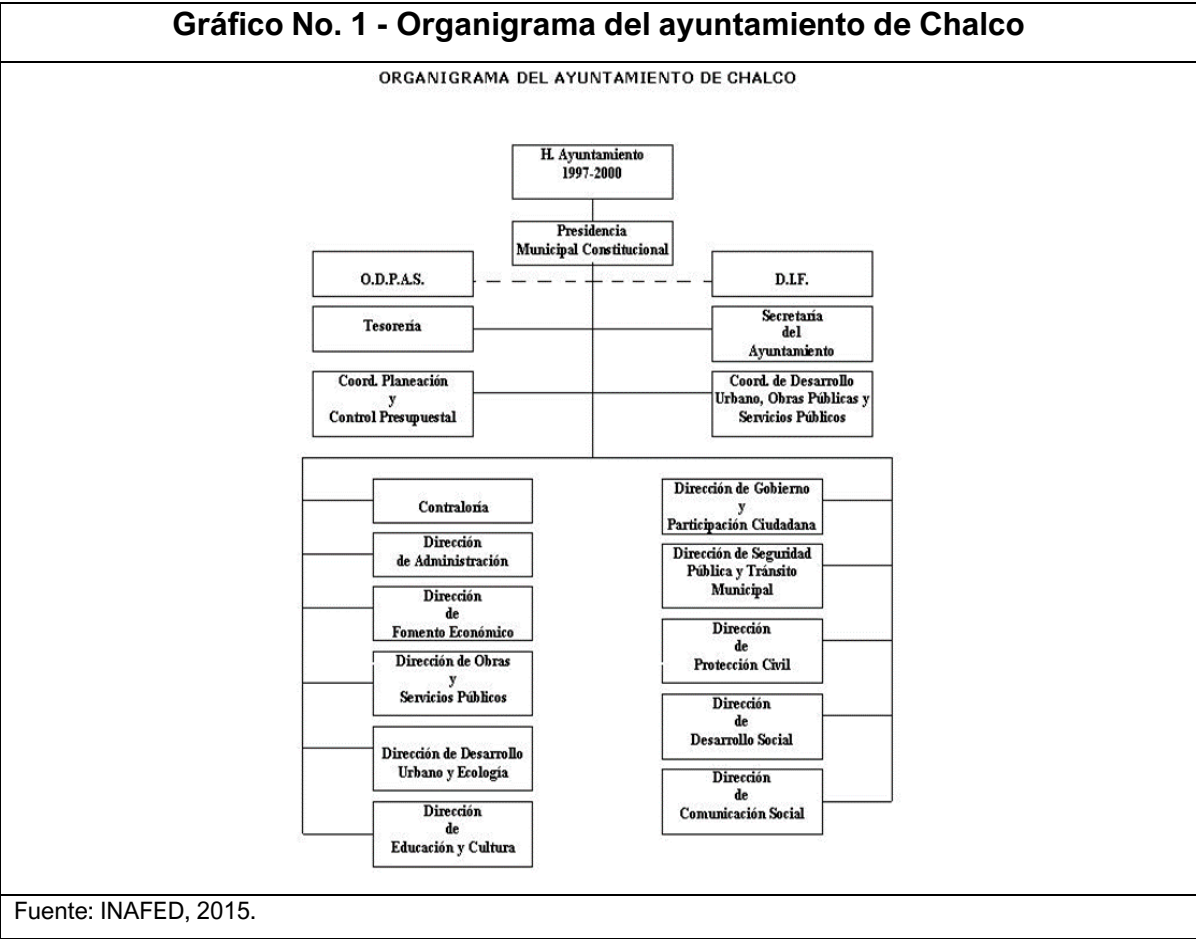 Gráfico No. 1 - Organigrama del ayuntamiento de Chalco
ORGANIGRAMA DEL AYUNTAMIENTO DE CHALCO
H. Ayuntamiento
1997-2000
Presidencia
Municipal Constitucional
O.D.P.A.S.
D.I.F.
Tesorería
Secretaría
del
Ayuntamiento
Coord. Planeación
y
Control Presupuestal
Coord. de Desarrollo
Urbano, Obras Públicas y
Servicios Públicos
Contraloría
Dirección
de Administración
Dirección
de
Fomento Económico
Dirección de Obras
y
Servicios Públicos
Dirección de Desarrollo
Urbano y Ecología
Dirección
de
Educación y Cultura
Dirección de Gobierno
y
Participación Ciudadana
Dirección de Seguridad
Pública y Tránsito
Municipal
Dirección
de
Protección Civil
Dirección
de
Desarrollo Social
Dirección
de
Comunicación Social
Fuente: INAFED, 2015.